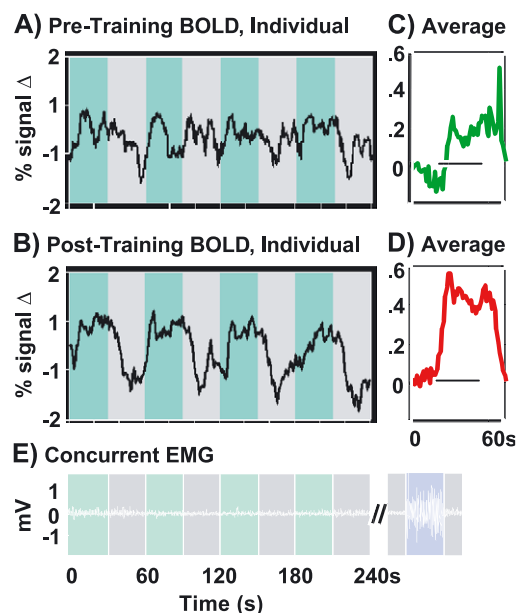 A) Pre-Training BOLD, Individual
C) Average
2
1
-1
-2
% signal Δ
.6
.4
.2
0
B) Post-Training BOLD, Individual
D) Average
2
1
-1
-2
% signal Δ
.6
.4
.2
0
0
60s
E) Concurrent EMG
1
0
-1
mV
//
0
60
120
180
240s
Time (s)